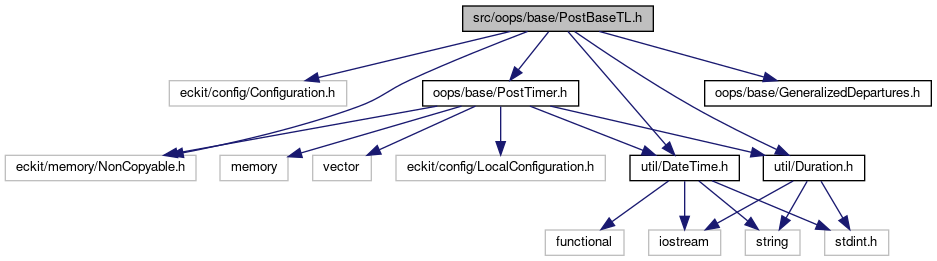 src/oops/base/PostBaseTL.h
eckit/config/Configuration.h
oops/base/PostTimer.h
oops/base/GeneralizedDepartures.h
eckit/memory/NonCopyable.h
memory
vector
eckit/config/LocalConfiguration.h
util/DateTime.h
util/Duration.h
functional
iostream
string
stdint.h